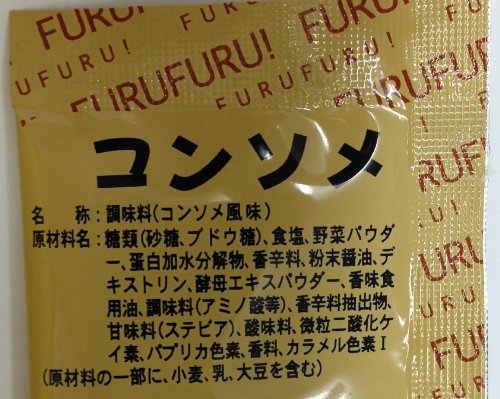 FURUFURU!
FURUFURU!
コンソメ
名　称:調味料(コンソメ風味)
原材料名:糖類(砂糖、ブドウ糖)、食塩、野菜パウダ
ー、蛋白加水分解物、香辛料、粉末醤油、デ
キストリン、酵母エキスパウダー、香味食
用油、調味料(アミノ酸等)、香辛料抽出物、
甘味料(ステビア)、酸味料、微粒二酸化ケ
イ素、パプリカ色素、香料、カラメル色素Ⅰ
(原材料の一部に、小麦、乳、大豆を含む)